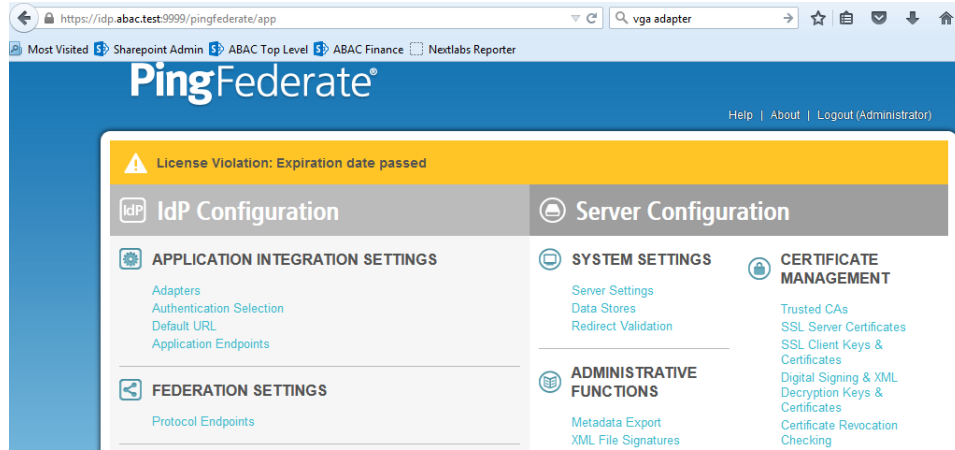 https://idp.abac.test:9999/pingfederate/app
vga adapter
Most Visited Sharepoint Admin ABAC Top Level ABAC Finance Nextlabs Reporter
PingFederate®
Help | About | Logout (Administrator)
License Violation: Expiration date passed
IdP IdP Configuration
APPLICATION INTEGRATION SETTINGS
Adapters
Authentication Selection
Default URL
Application Endpoints
FEDERATION SETTINGS
Protocol Endpoints
Server Configuration
SYSTEM SETTINGS
Server Settings
Data Stores
Redirect Validation
ADMINISTRATIVE
FUNCTIONS
Metadata Export
XML File Signatures
CERTIFICATE
MANAGEMENT
Trusted CAs
SSL Server Certificates
SSL Client Keys &
Certificates
Digital Signing & XML
Decryption Keys &
Certificates
Certificate Revocation
Checking